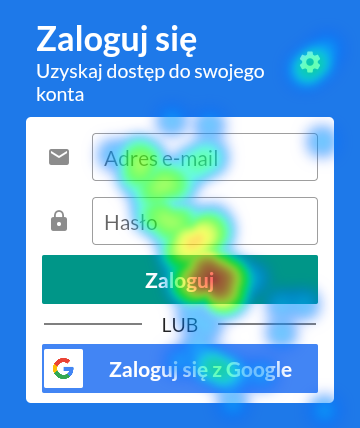 Zaloguj się
Uzyskaj dostęp do swojego
konta
Adres e-mail
Hasło
Zaloguj
LUB
Zaloguj się z Google